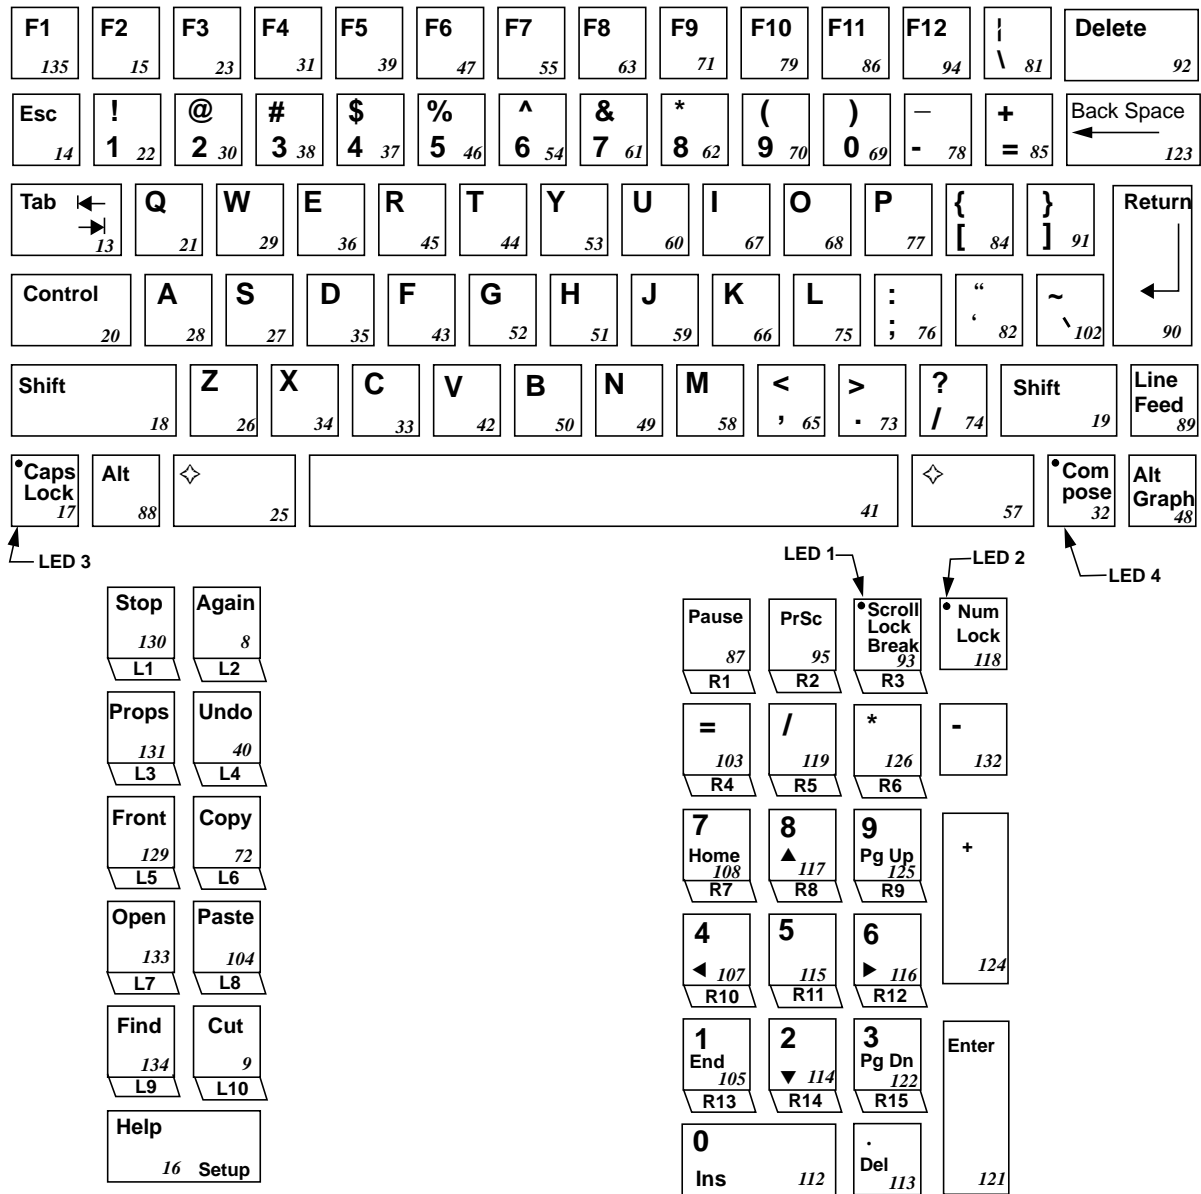 F1 F2 F3 F4 F5 F6 F7 F8 F9 F10 F11 F12 ¦ Delete
135 15 23 31 39 47 55 63 71 79 86 94 \ 81 92
Esc ! @ # $ % ^ & * ( ) _ + Back Space
14 1 22 2 30 3 38 4 37 5 46 6 54 7 61 8 62 9 70 0 69 - 78 = 85 123
Tab Q W E R T Y U I O P { } Return
13 21 29 36 45 44 53 60 67 68 77 [ 84 ] 91
Control A S D F G H J K L : “ ~
20 28 27 35 43 52 51 59 66 75 ; 76 ‘ 82 ` 102 90
Shift Z X C V B N M < > ? Shift Line
Feed
18 26 34 33 42 50 49 58 , 65 . 73 / 74 19 89
Caps Alt Com Alt
Lock pose Graph
17 88 25 41 57 32 48
LED 3 LED 1 LED 2 LED 4
Stop Again
130 8
L1 L2
Props Undo
131 40
L3 L4
Front Copy
129 72
L5 L6
Open Paste
133 104
L7 L8
Find Cut
134 9
L9 L10
Help
16 Setup
Pause PrSc Scroll Num
Lock Lock
Break
87 95 93 118
R1 R2 R3
= / * -
103 119 126 132
R4 R5 R6
7 8 9 +
Home Pg Up
108 117 125
R7 R8 R9
4 5 6
107 115 116 124
R10 R11 R12
1 2 3 Enter
End Pg Dn
105 114 122
R13 R14 R15
0 .
Ins 112 Del 113 121